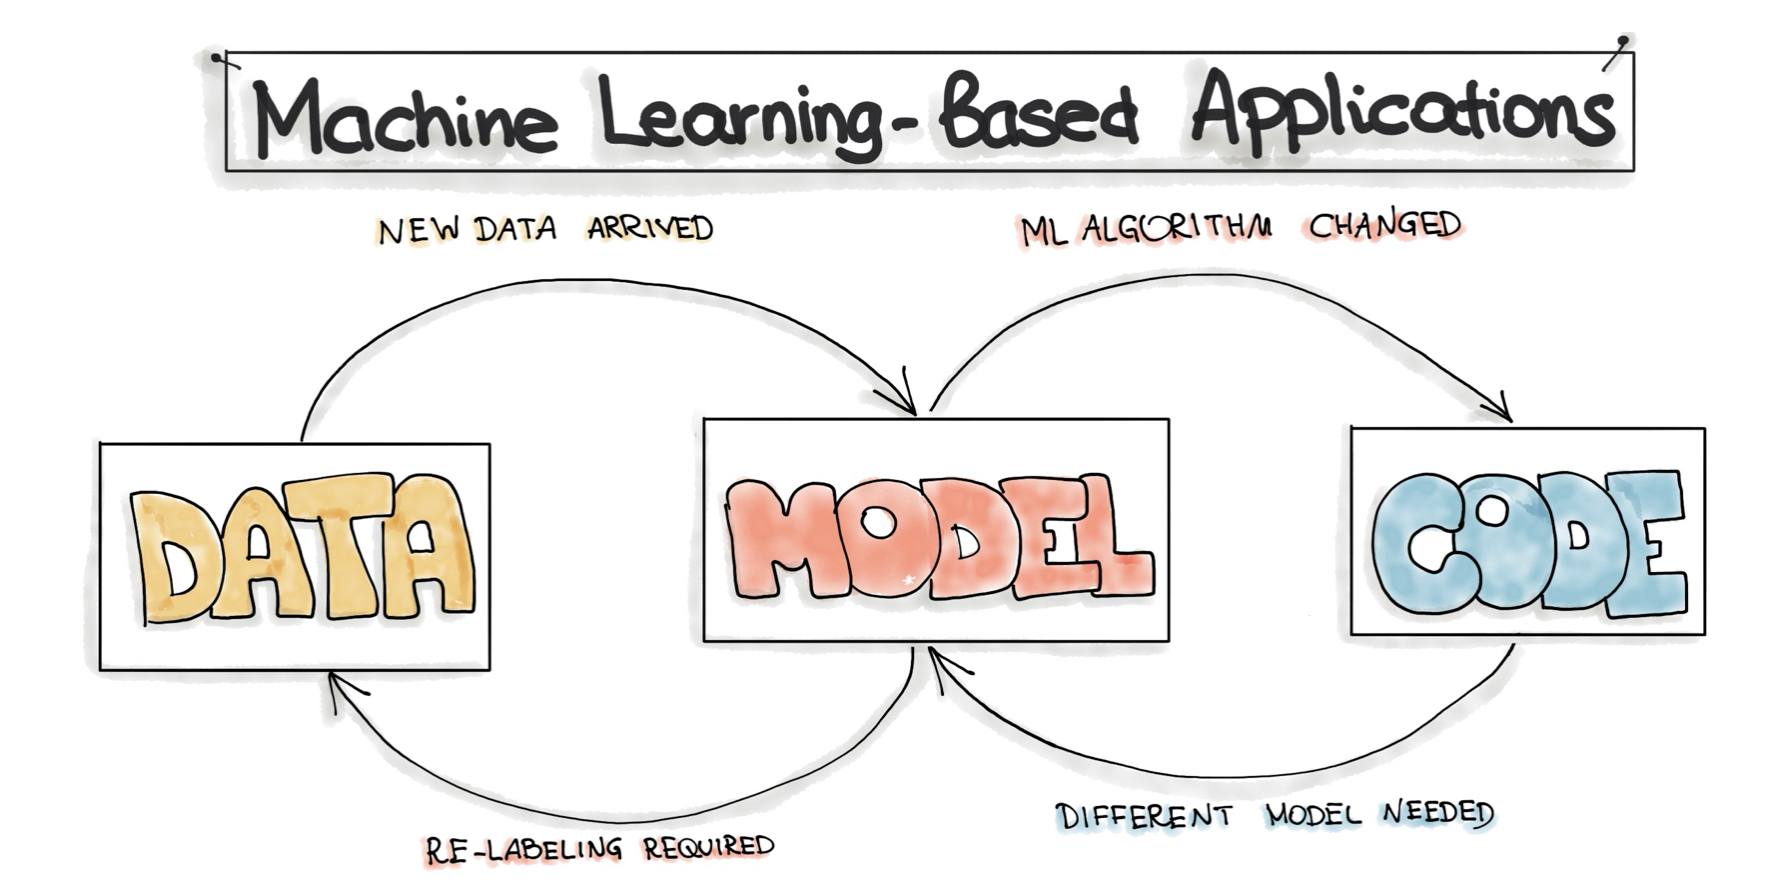 Machine Learning-Based Applications
NEW DATA ARRIVED
ML ALGORITHM CHANGED
DATA
MODEL
CODE
RE-LABELING REQUIRED
DIFFERENT MODEL NEEDED